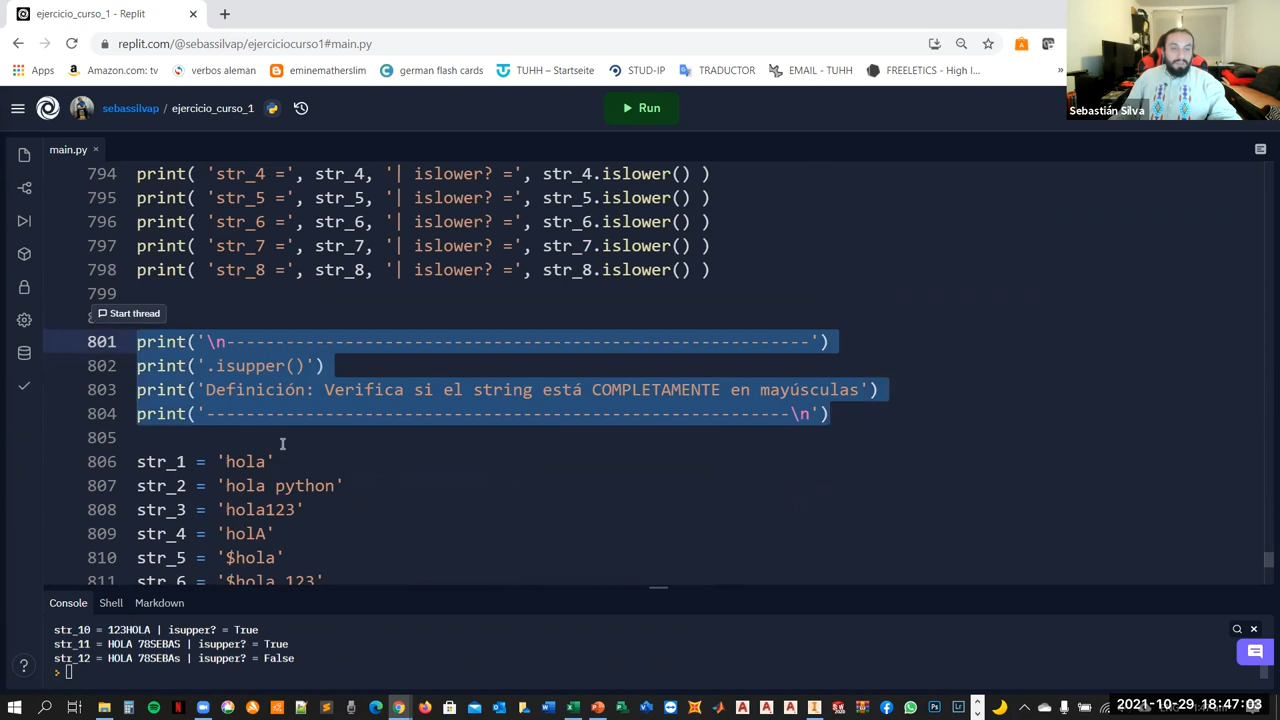 ejercicio_curso_1 - Replit
replit.com/@sebassilvap/ejerciciocurso1#main.py
Apps
Amazon.com: tv
verbos aleman
eminematherslim
german flash cards
TUHH – Startseite
STUD-IP
TRADUCTOR
EMAIL - TUHH
FREELETICS - High I...
Sebastián Silva
sebassilvap / ejercicio_curso_1
Run
main.py
794 print( 'str_4 =', str_4, '| islower? =', str_4.islower() )
795 print( 'str_5 =', str_5, '| islower? =', str_5.islower() )
796 print( 'str_6 =', str_6, '| islower? =', str_6.islower() )
797 print( 'str_7 =', str_7, '| islower? =', str_7.islower() )
798 print( 'str_8 =', str_8, '| islower? =', str_8.islower() )
799
Start thread
801 print('\n-----------------------------------------------------------')
802 print('.isupper()')
803 print('Definición: Verifica si el string está COMPLETAMENTE en mayúsculas')
804 print('-----------------------------------------------------------\n')
805
806 str_1 = 'hola'
807 str_2 = 'hola python'
808 str_3 = 'hola123'
809 str_4 = 'holA'
810 str_5 = '$hola'
811 str_6 = '$hola 123'
Console Shell Markdown
str_10 = 123HOLA | isupper? = True
str_11 = HOLA 78SEBAS | isupper? = True
str_12 = HOLA 78SEBAs | isupper? = False
2021-10-29 18:47:03